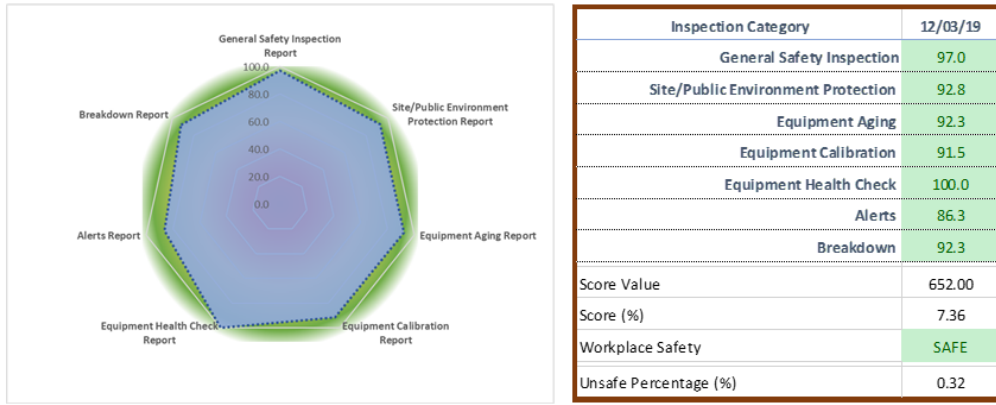 General Safety Inspection
Report
100.0
80.0
60.0
40.0
20.0
0.0
Site/Public Environment
Protection Report
Equipment Aging Report
Equipment Calibration
Report
Equipment Health Check
Report
Alerts Report
Breakdown Report
Inspection Category 12/03/19
General Safety Inspection 97.0
Site/Public Environment Protection 92.8
Equipment Aging 92.3
Equipment Calibration 91.5
Equipment Health Check 100.0
Alerts 86.3
Breakdown 92.3
Score Value 652.00
Score (%) 7.36
Workplace Safety SAFE
Unsafe Percentage (%) 0.32